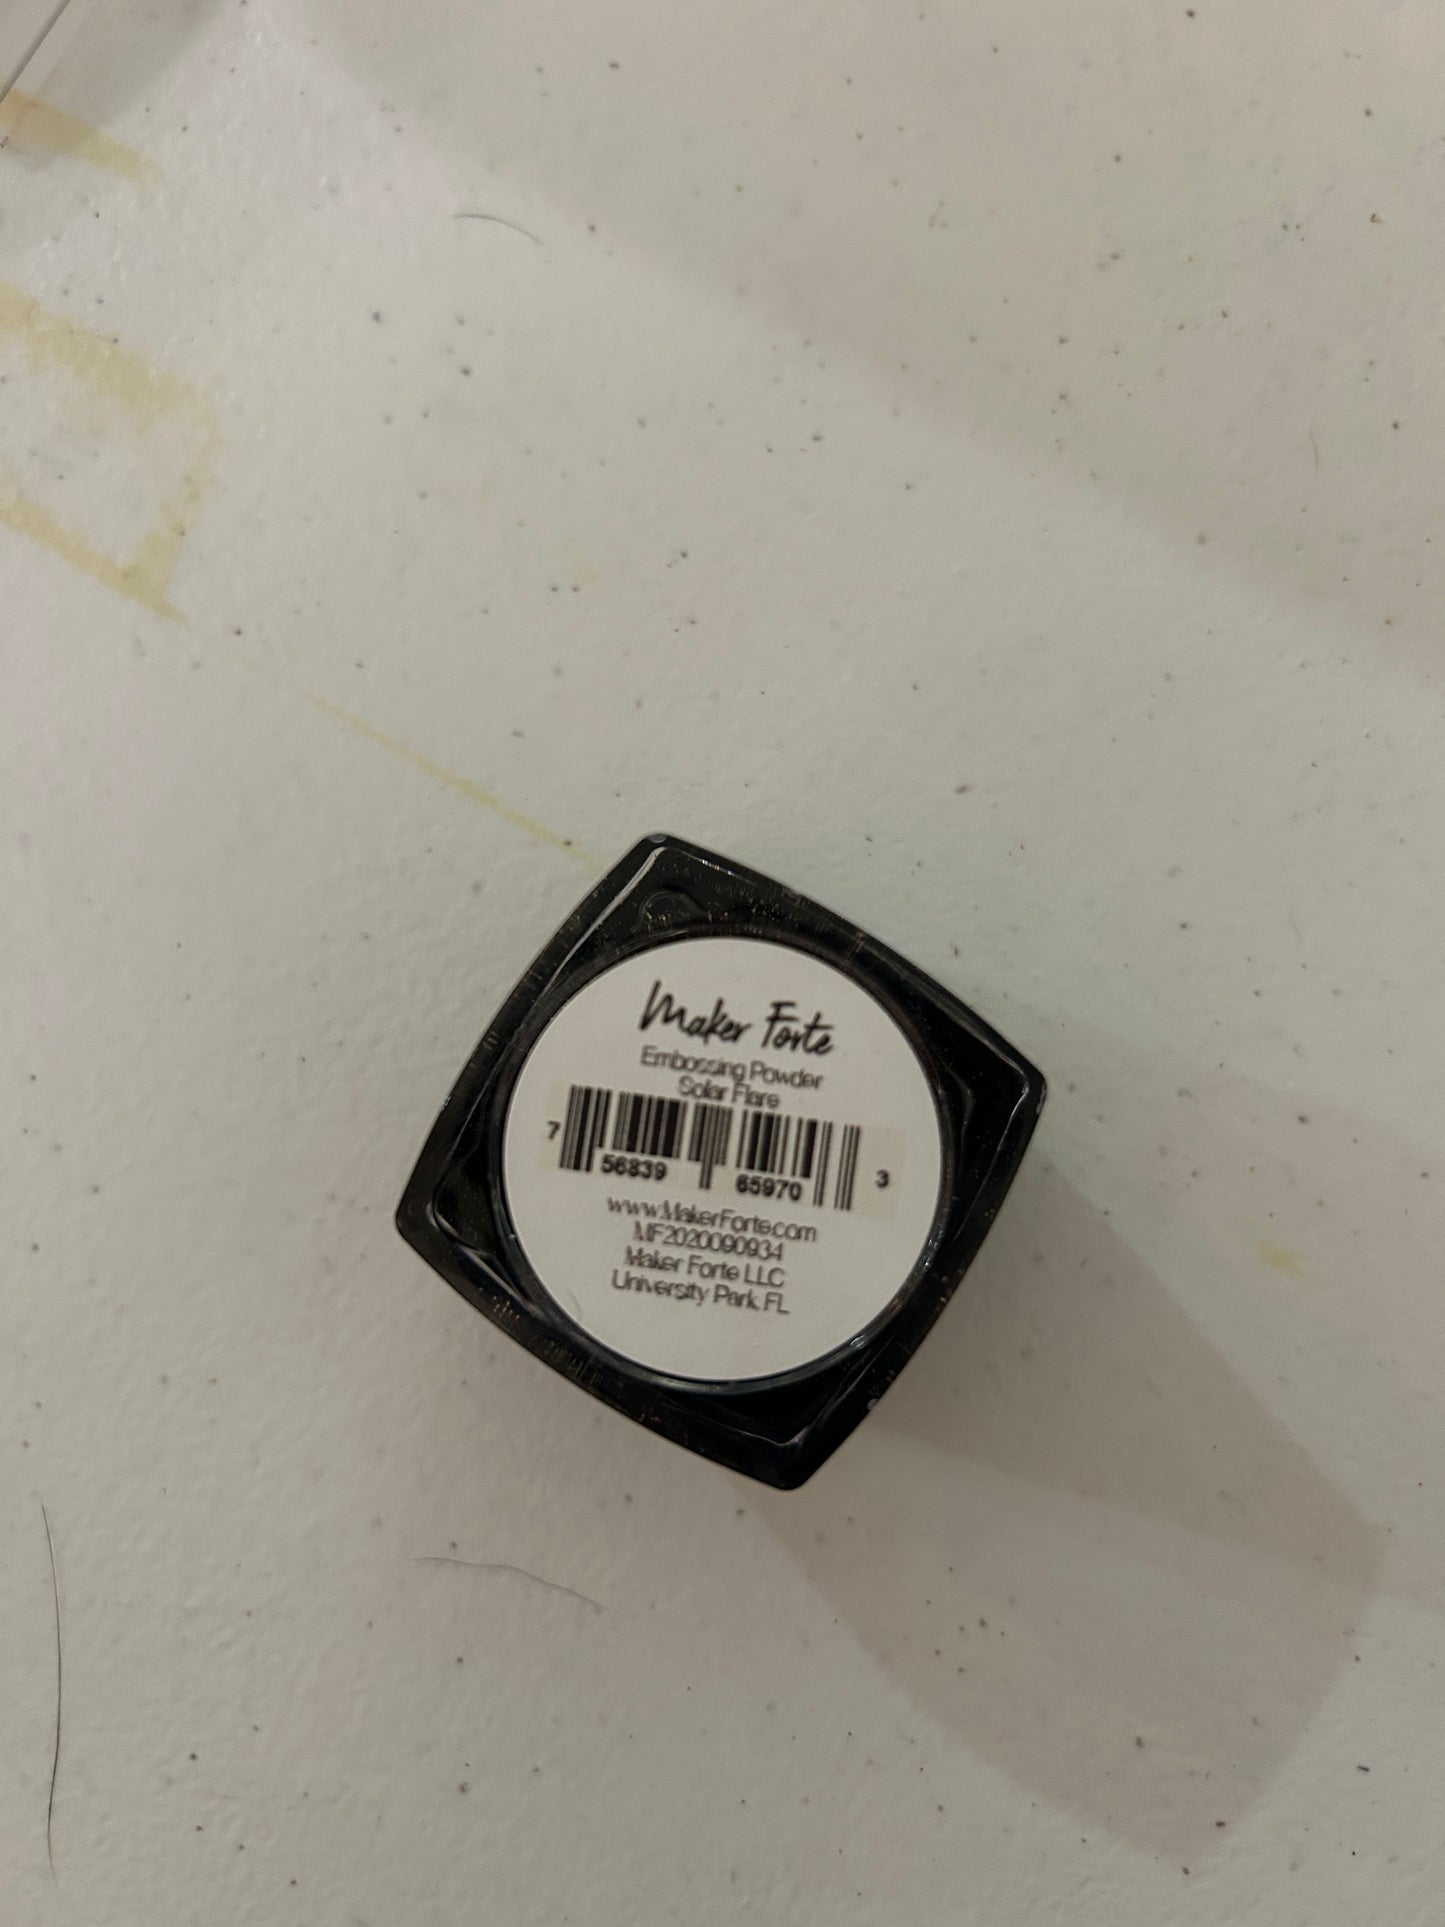 Maker Forte
Embossing Powder
Solar Flare
7 56839 65970 3
www.MakerForte.com
MF2020090934
Maker Forte LLC
University Park, FL